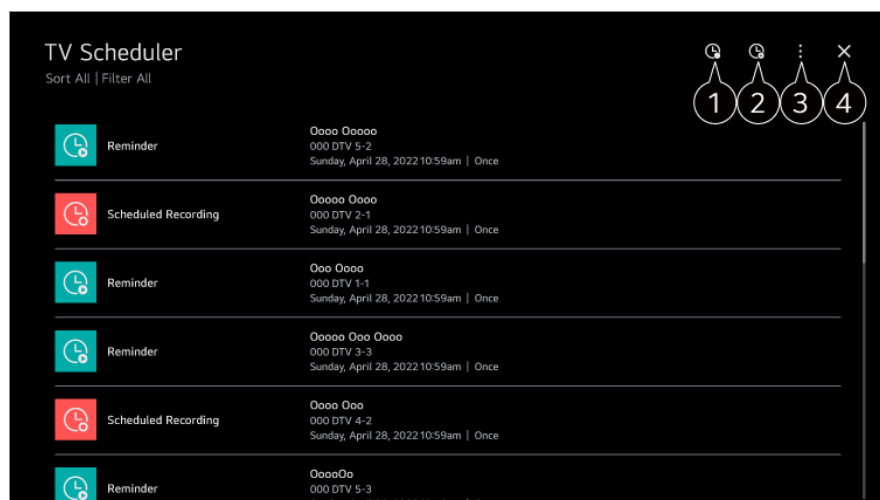 TV Scheduler
Sort All | Filter All
1 2 3 4
Reminder
Oooo Ooooo
000 DTV 5-2
Sunday, April 28, 2022 10:59am | Once
Scheduled Recording
Ooooo Oooo
000 DTV 2-1
Sunday, April 28, 2022 10:59am | Once
Reminder
Ooo Oooo
000 DTV 1-1
Sunday, April 28, 2022 10:59am | Once
Reminder
Ooooo Ooo Oooo
000 DTV 3-3
Sunday, April 28, 2022 10:59am | Once
Scheduled Recording
Oooo Ooo
000 DTV 4-2
Sunday, April 28, 2022 10:59am | Once
Reminder
OoooOo
000 DTV 5-3